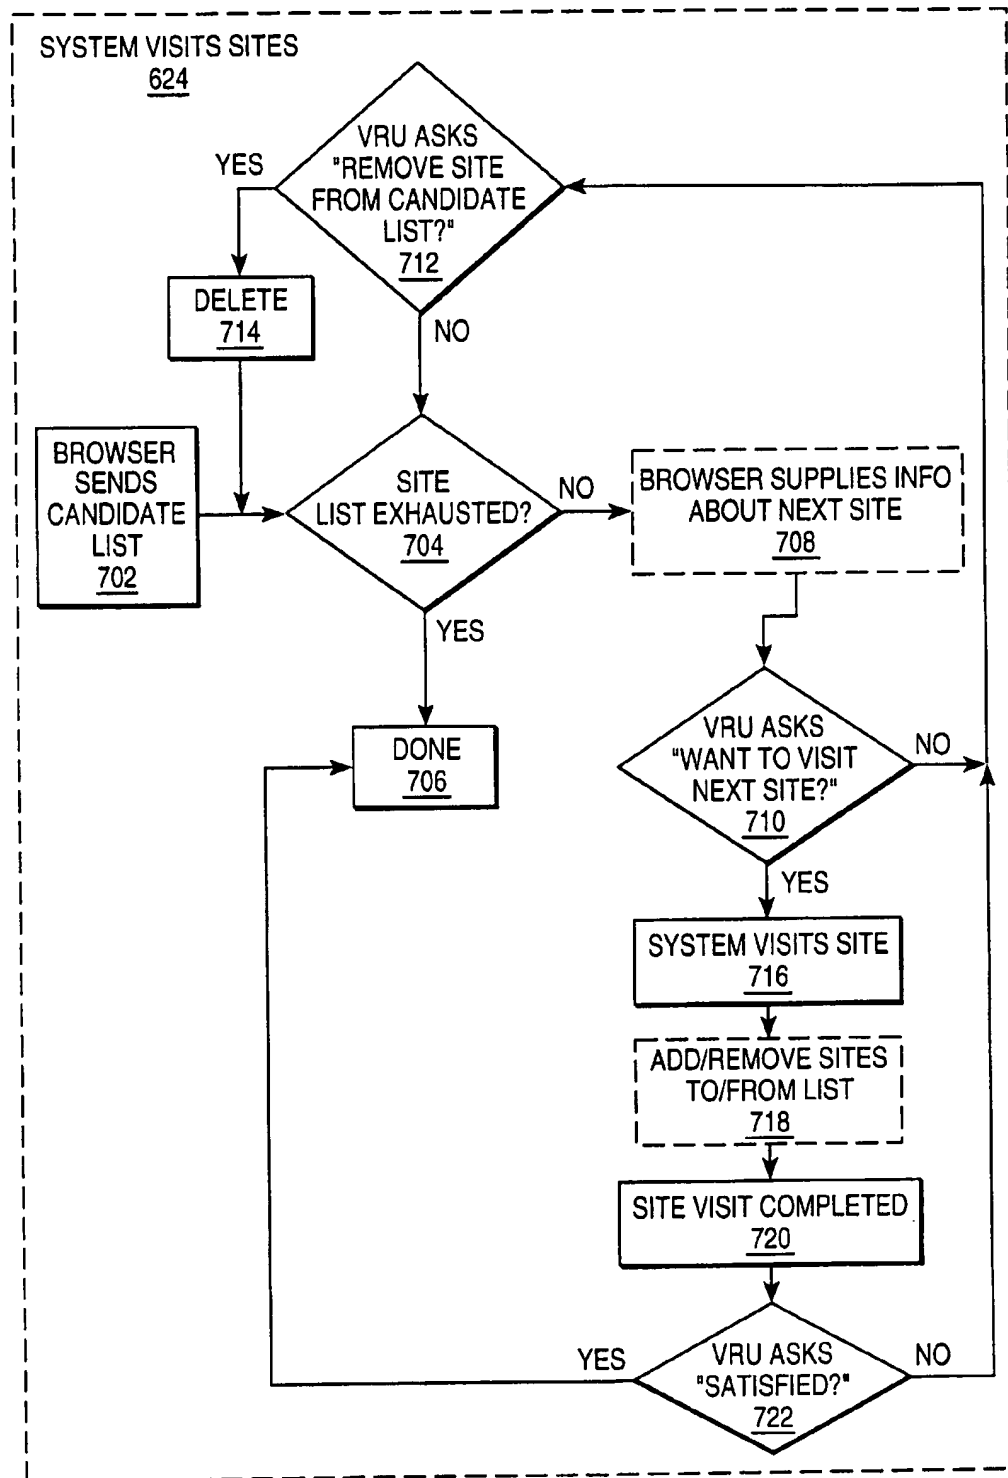 SYSTEM VISITS SITES
624
VRU ASKS
"REMOVE SITE
FROM CANDIDATE
LIST?"
712
YES
NO
DELETE
714
BROWSER
SENDS
CANDIDATE
LIST
702
SITE
LIST EXHAUSTED?
704
NO
YES
BROWSER SUPPLIES INFO
ABOUT NEXT SITE
708
DONE
706
VRU ASKS
"WANT TO VISIT
NEXT SITE?"
710
NO
YES
SYSTEM VISITS SITE
716
ADD/REMOVE SITES
TO/FROM LIST
718
SITE VISIT COMPLETED
720
VRU ASKS
"SATISFIED?"
722
YES
NO